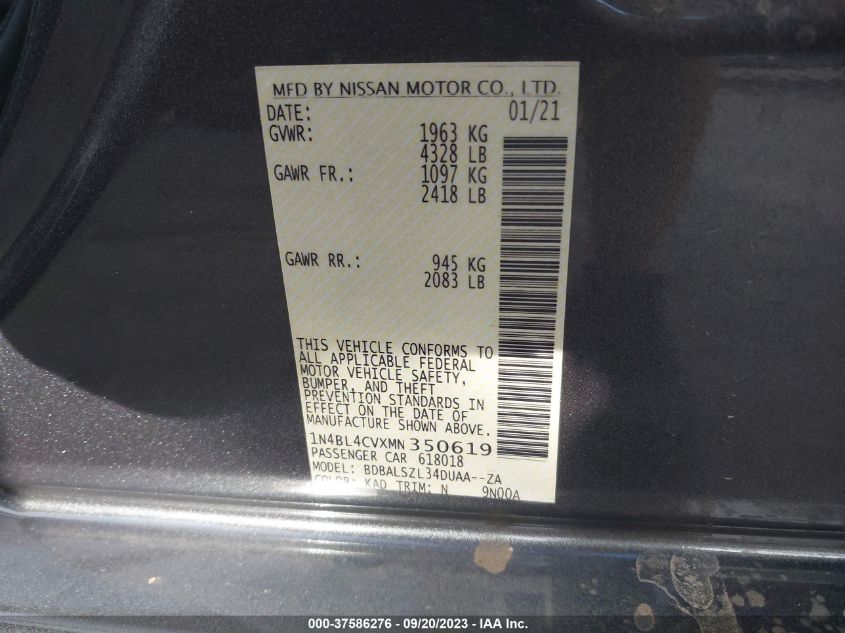 MFD BY NISSAN MOTOR CO., LTD.
DATE: 01/21
GVWR: 1963 KG
4328 LB
GAWR FR.: 1097 KG
2418 LB
GAWR RR.: 945 KG
2083 LB
THIS VEHICLE CONFORMS TO
ALL APPLICABLE FEDERAL
MOTOR VEHICLE SAFETY,
BUMPER, AND THEFT
PREVENTION STANDARDS IN
EFFECT ON THE DATE OF
MANUFACTURE SHOWN ABOVE.
1N4BL4CVXMN350619
PASSENGER CAR 618018
MODEL: BDBALSZL34DUAA--ZA
COLOR: KAD TRIM: N 9N00A
000-37586276 - 09/20/2023 - IAA Inc.